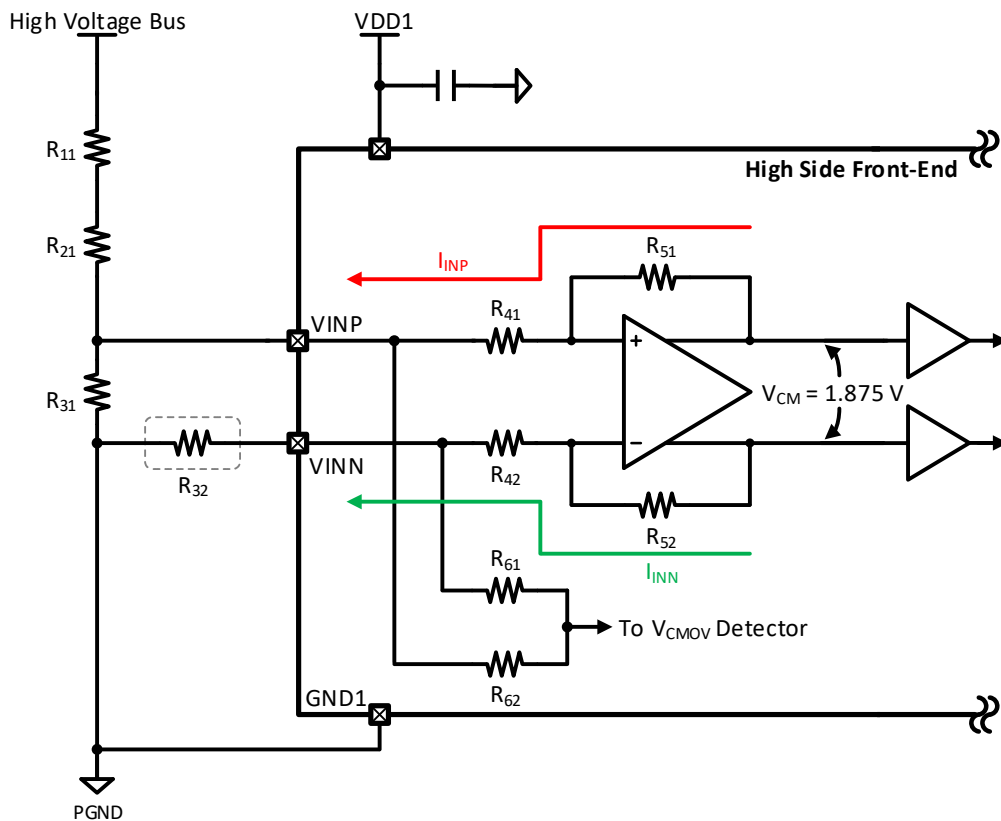 High Voltage Bus
VDD1
R11
High Side Front-End
R21
R51
IINP
R41
VINP
+
R31
VCM = 1.875 V
−
VINN
R42
R32
R52
R61
IINN
To VCMOV Detector
R62
GND1
PGND